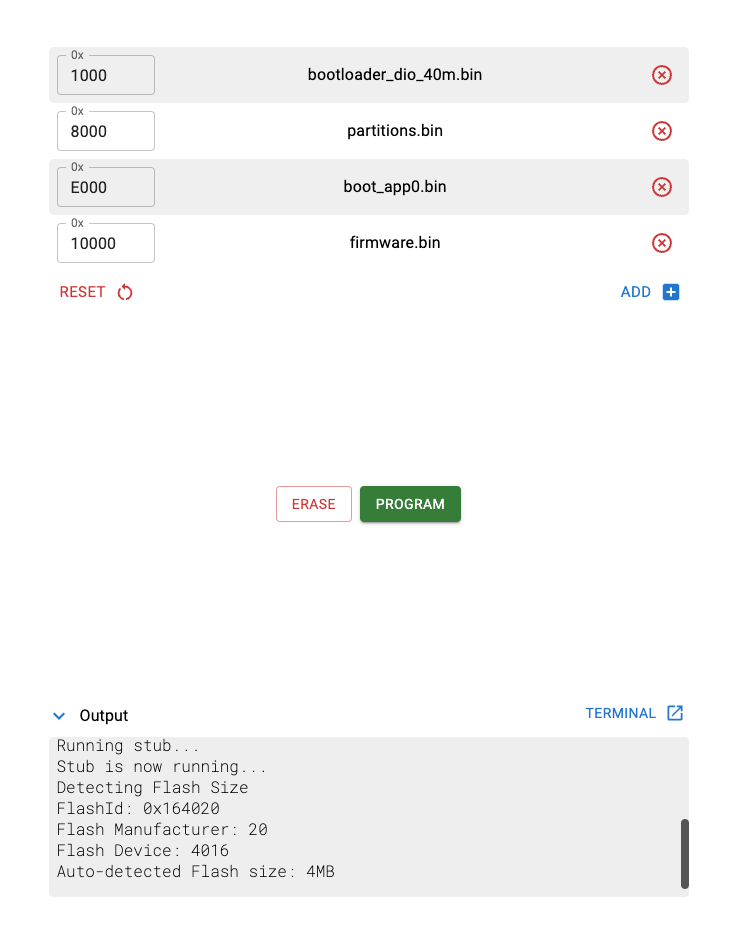 0x
1000 bootloader_dio_40m.bin
0x
8000 partitions.bin
0x
E000 boot_app0.bin
0x
10000 firmware.bin
RESET ADD
ERASE PROGRAM
Output TERMINAL
Running stub...
Stub is now running...
Detecting Flash Size
FlashId: 0x164020
Flash Manufacturer: 20
Flash Device: 4016
Auto-detected Flash size: 4MB